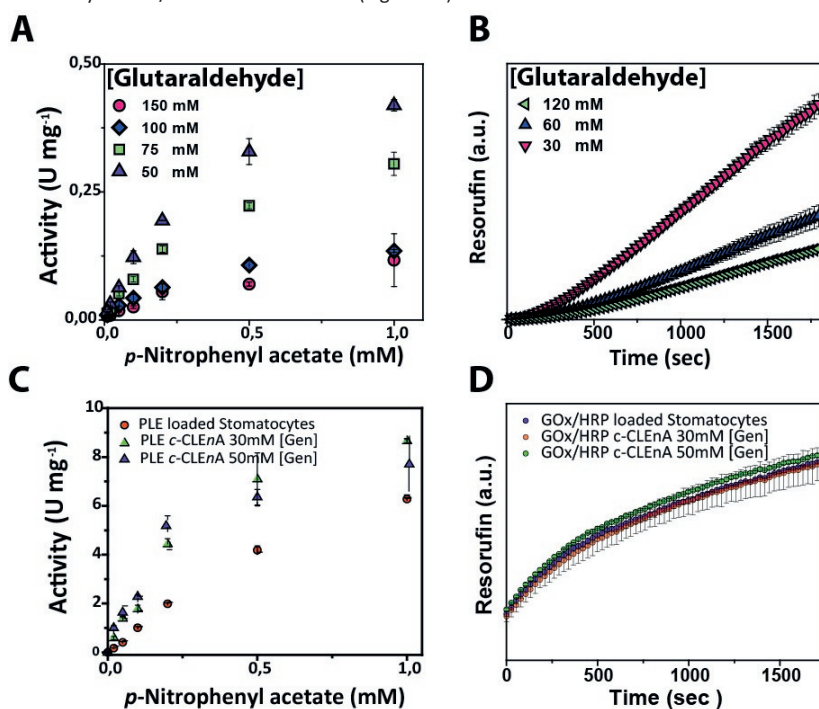 A
B
[Glutaraldehyde]
150 mM
100 mM
75 mM
50 mM
0,50
0,25
0,00
Activity (U mg-1)
0,0 0,5 1,0
p-Nitrophenyl acetate (mM)
[Glutaraldehyde]
120 mM
60 mM
30 mM
Resorufin (a.u.)
0 500 1000 1500
Time (sec)
C
D
PLE loaded Stomatocytes
PLE c-CLEnA 30mM [Gen]
PLE c-CLEnA 50mM [Gen]
10
8
6
4
2
0
Activity (U mg-1)
0,0 0,5 1,0
p-Nitrophenyl acetate (mM)
GOx/HRP loaded Stomatocytes
GOx/HRP c-CLEnA 30mM [Gen]
GOx/HRP c-CLEnA 50mM [Gen]
Resorufin (a.u.)
0 500 1000 1500
Time (sec )